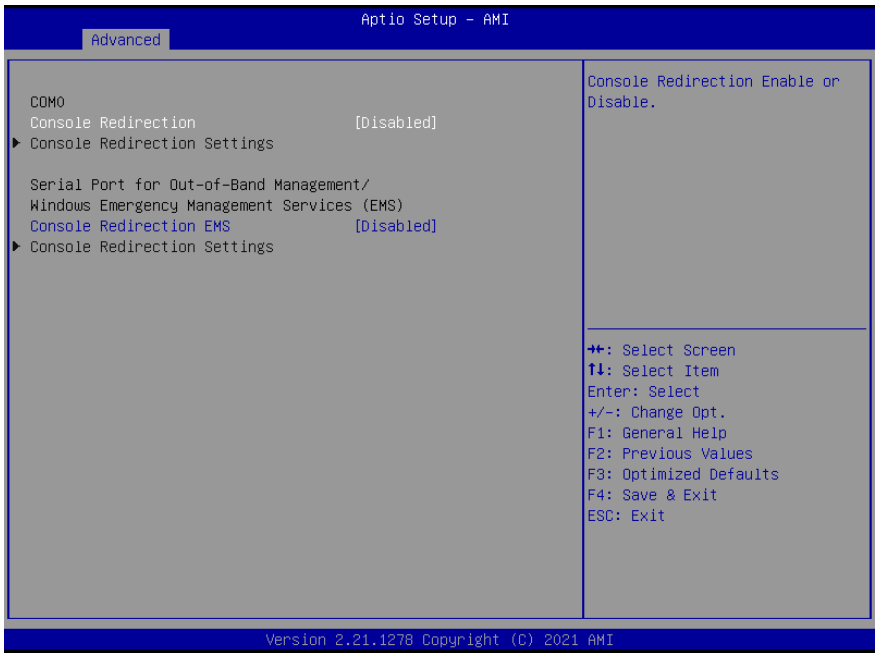 Aptio Setup – AMI
Advanced
COM0
Console Redirection [Disabled]
▶ Console Redirection Settings
Serial Port for Out-of-Band Management/
Windows Emergency Management Services (EMS)
Console Redirection EMS [Disabled]
▶ Console Redirection Settings
Console Redirection Enable or
Disable.
→←: Select Screen
↑↓: Select Item
Enter: Select
+/-: Change Opt.
F1: General Help
F2: Previous Values
F3: Optimized Defaults
F4: Save & Exit
ESC: Exit
Version 2.21.1278 Copyright (C) 2021 AMI